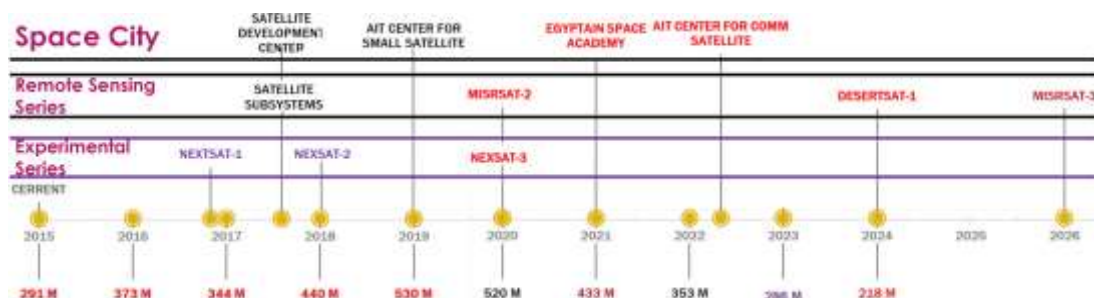 SATELLITE
DEVELOPMENT
CENTER
AIT CENTER FOR
SMALL SATELLITE
EGYPTAIN SPACE
ACADEMY
AIT CENTER FOR COMM
SATELLITE
Space City
Remote Sensing
Series
SATELLITE
SUBSYSTEMS
MISRSAT-2
DESERTSAT-1
MISRSAT-3
Experimental
Series
NEXTSAT-1
NEXSAT-2
NEXSAT-3
CERRENT
2015
2016
2017
2018
2019
2020
2021
2022
2023
2024
2025
2026
291 M
373 M
344 M
440 M
530 M
520 M
433 M
353 M
218 M